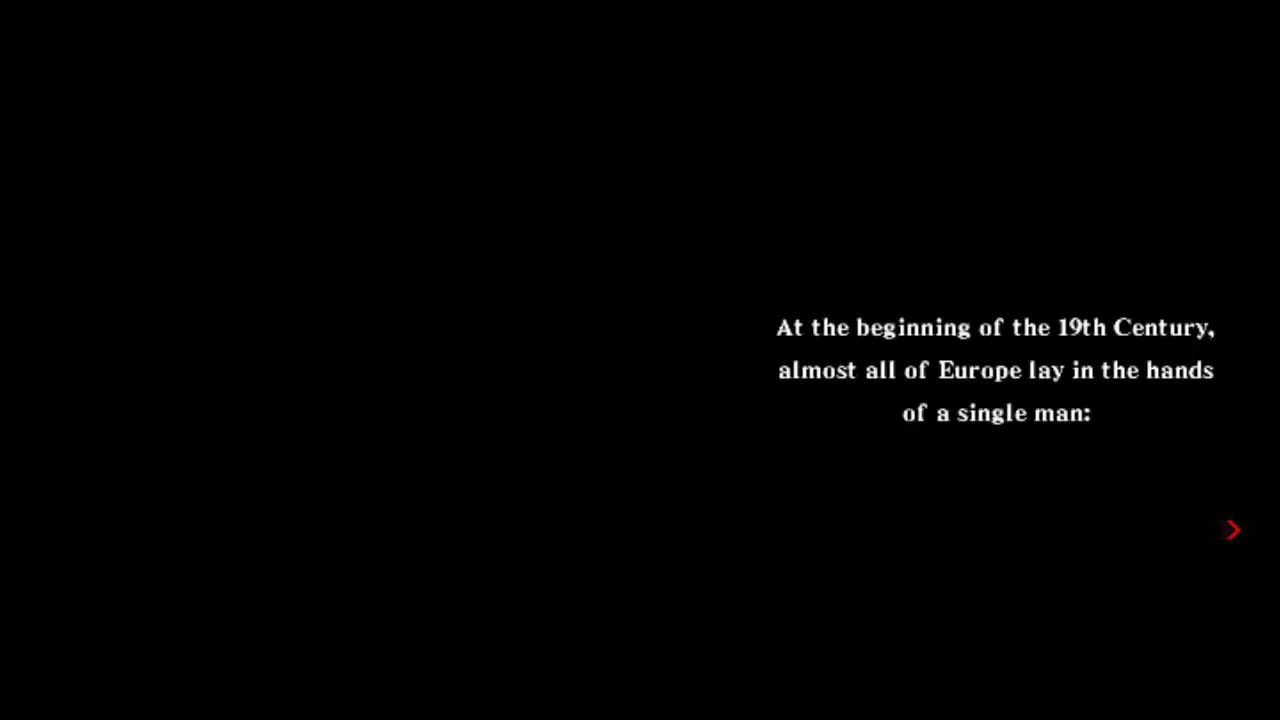 At the beginning of the 19th Century,
almost all of Europe lay in the hands
of a single man: